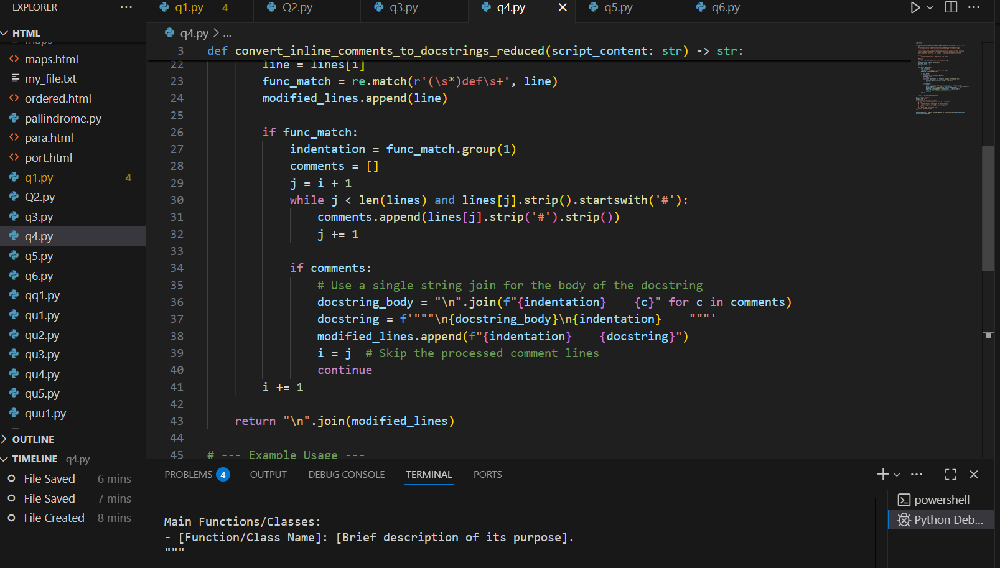 EXPLORER ...
HTML
maps
maps.html
my_file.txt
ordered.html
pallindrome.py
para.html
port.html
q1.py 4
Q2.py
q3.py
q4.py
q5.py
q6.py
qq1.py
qu1.py
qu2.py
qu3.py
qu4.py
qu5.py
quu1.py
OUTLINE
TIMELINE q4.py
File Saved 6 mins
File Saved 7 mins
File Created 8 mins
q1.py 4 Q2.py q3.py q4.py q5.py q6.py
q4.py > ...
3 def convert_inline_comments_to_docstrings_reduced(script_content: str) -> str:
22         line = lines[i]
23         func_match = re.match(r'(\s*)def\s+', line)
24         modified_lines.append(line)
25
26         if func_match:
27             indentation = func_match.group(1)
28             comments = []
29             j = i + 1
30             while j < len(lines) and lines[j].strip().startswith('#'):
31                 comments.append(lines[j].strip('#').strip())
32                 j += 1
33
34             if comments:
35                 # Use a single string join for the body of the docstring
36                 docstring_body = "\n".join(f"{indentation}    {c}" for c in comments)
37                 docstring = f'"""\n{docstring_body}\n{indentation}    """'
38                 modified_lines.append(f"{indentation}    {docstring}")
39                 i = j  # Skip the processed comment lines
40                 continue
41         i += 1
42
43     return "\n".join(modified_lines)
44
45 # --- Example Usage ---
PROBLEMS 4 OUTPUT DEBUG CONSOLE TERMINAL PORTS
Main Functions/Classes:
- [Function/Class Name]: [Brief description of its purpose].
"""
powershell
Python Deb...